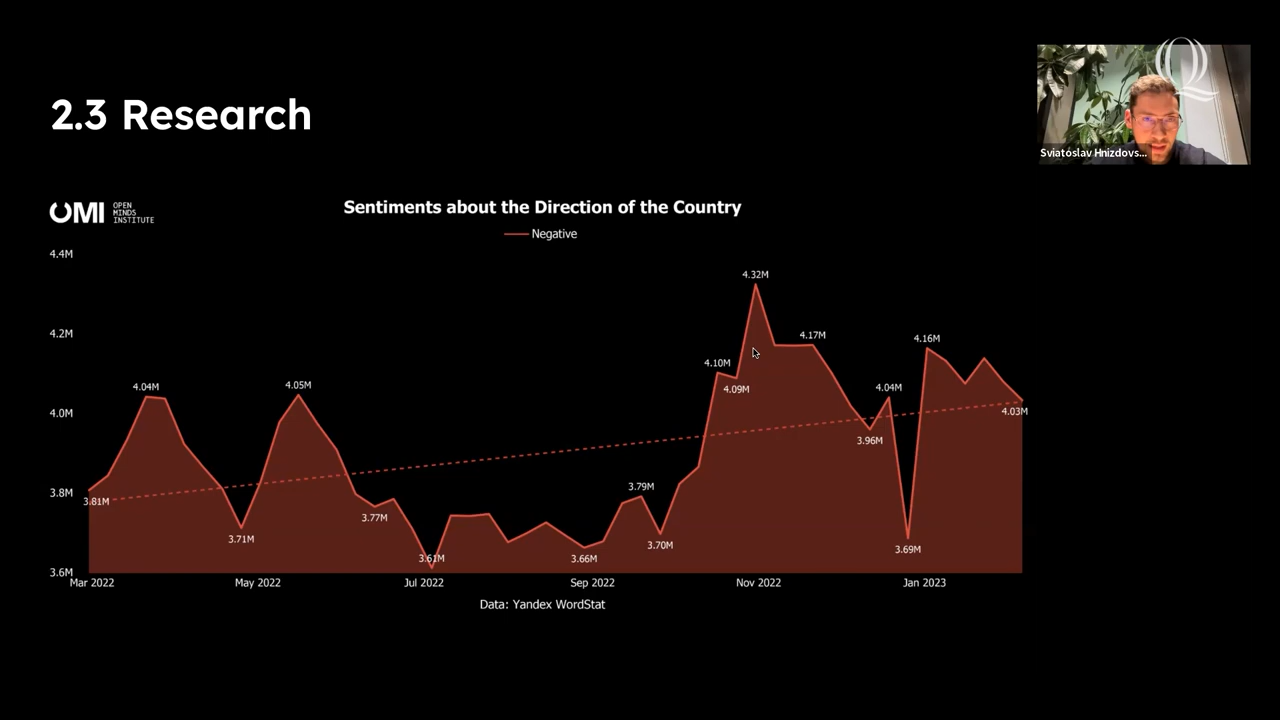 2.3 Research
Sviatoslav Hnizdovs...
OMI OPEN
MINDS
INSTITUTE
Sentiments about the Direction of the Country
Negative
4.4M
4.2M
4.0M
3.8M
3.6M
3.81M
4.04M
3.71M
4.05M
3.77M
3.61M
3.66M
3.79M
3.70M
4.10M
4.09M
4.32M
4.17M
3.96M
4.04M
3.69M
4.16M
4.03M
Mar 2022
May 2022
Jul 2022
Sep 2022
Nov 2022
Jan 2023
Data: Yandex WordStat